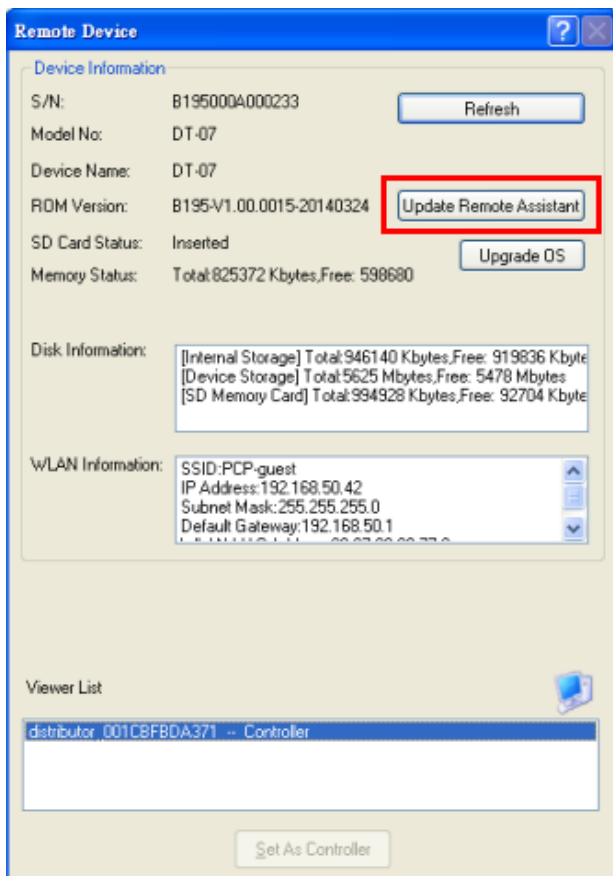 Remote Device
?
Device Information
S/N: B195000A000233
Refresh
Model No: DT-07
Device Name: DT-07
ROM Version: B195-V1.00.0015-20140324
Update Remote Assistant
SD Card Status: Inserted
Upgrade OS
Memory Status: Total:825372 Kbytes,Free: 598680
Disk Information:
[Internal Storage] Total:946140 Kbytes,Free: 919836 Kbyte
[Device Storage] Total:5625 Mbytes,Free: 5478 Mbytes
[SD Memory Card] Total:994928 Kbytes,Free: 92704 Kbyte
WLAN Information:
SSID:PCP-guest
IP Address:192.168.50.42
Subnet Mask:255.255.255.0
Default Gateway:192.168.50.1
Viewer List
distributor_001CBFBDA371 -- Controller
Set As Controller